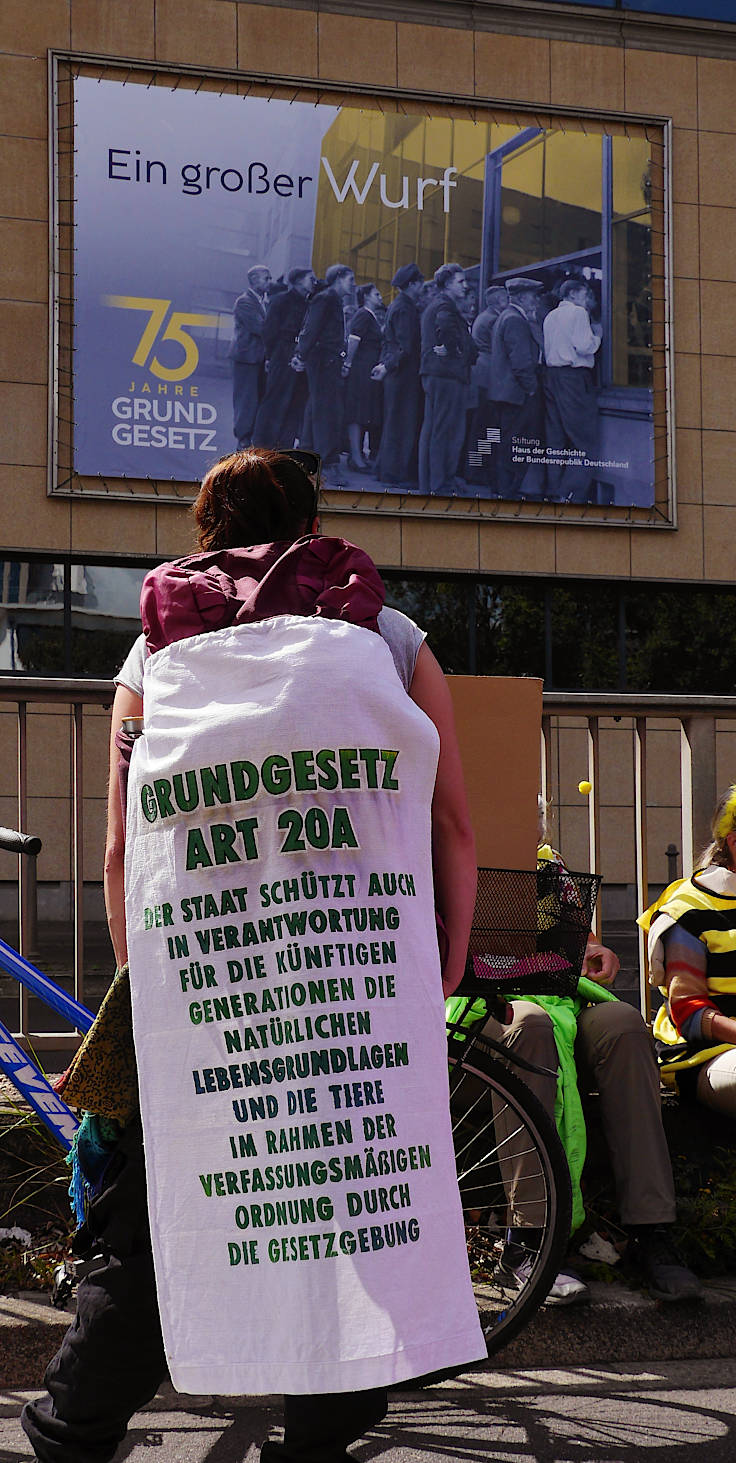 Ein großer Wurf
75
JAHRE
GRUND
GESETZ
Stiftung
Haus der Geschichte
der Bundesrepublik Deutschland
GRUNDGESETZ
ART 20A
DER STAAT SCHÜTZT AUCH
IN VERANTWORTUNG
FÜR DIE KÜNFTIGEN
GENERATIONEN DIE
NATÜRLICHEN
LEBENSGRUNDLAGEN
UND DIE TIERE
IM RAHMEN DER
VERFASSUNGSMÄßIGEN
ORDNUNG DURCH
DIE GESETZGEBUNG